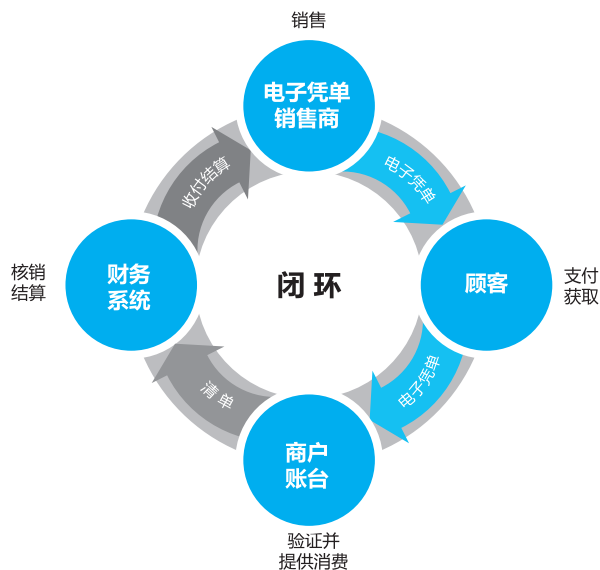 销售
电子凭单
销售商
收付结算
电子凭单
核销
结算
财务
系统
闭环
顾客
支付
获取
清单
电子凭单
商户
账台
验证并
提供消费